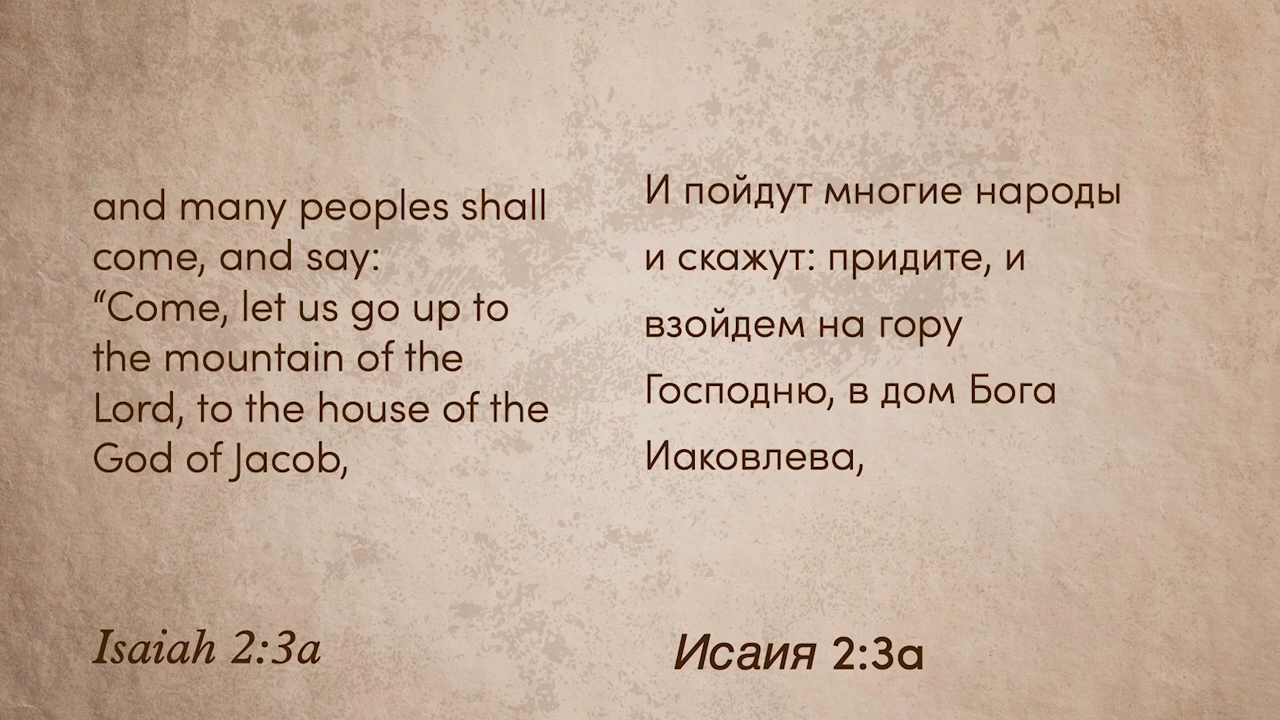 and many peoples shall
come, and say:
“Come, let us go up to
the mountain of the
Lord, to the house of the
God of Jacob,
Isaiah 2:3a
И пойдут многие народы
и скажут: придите, и
взойдем на гору
Господню, в дом Бога
Иаковлева,
Исаия 2:3a